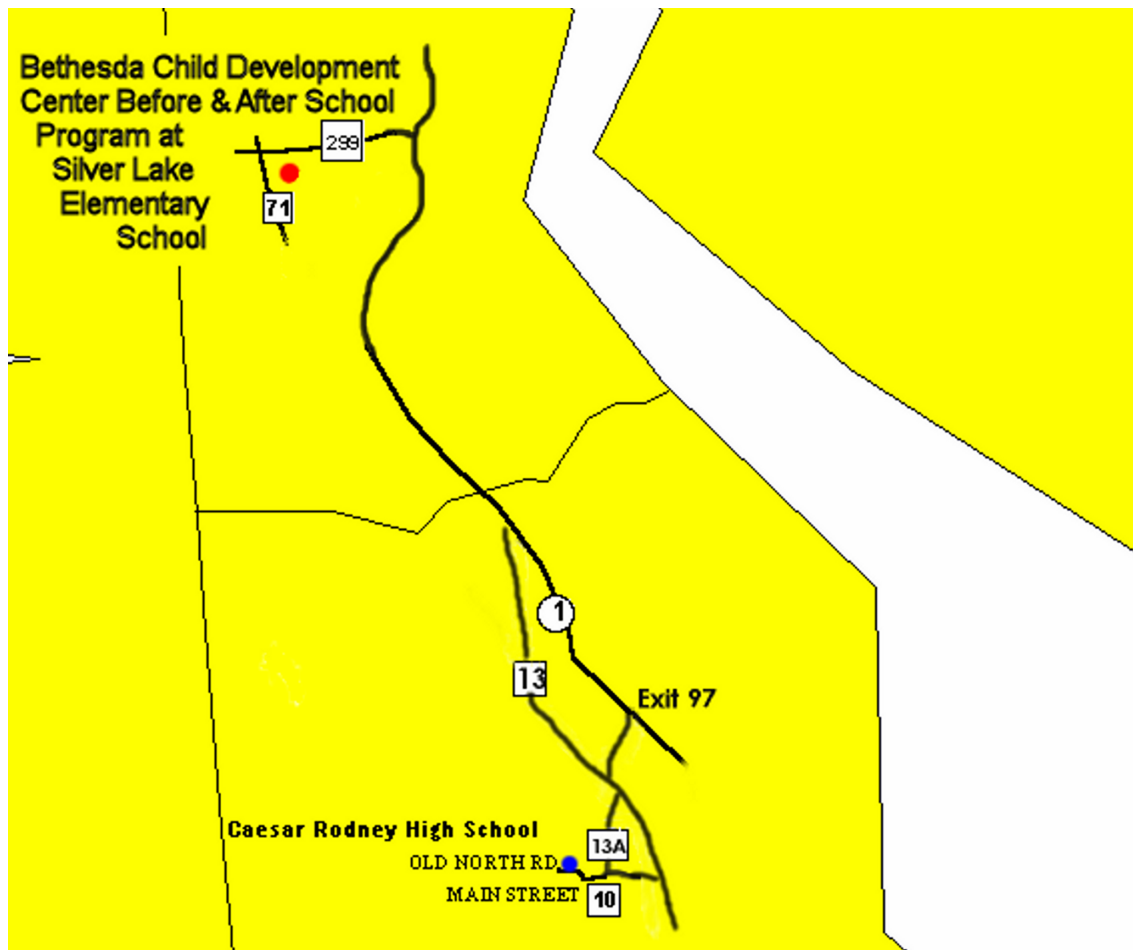 Bethesda Child Development
Center Before & After School
Program at
Silver Lake
Elementary
School
299
71
1
13
Exit 97
Caesar Rodney High School
13A
OLD NORTH RD
MAIN STREET
10